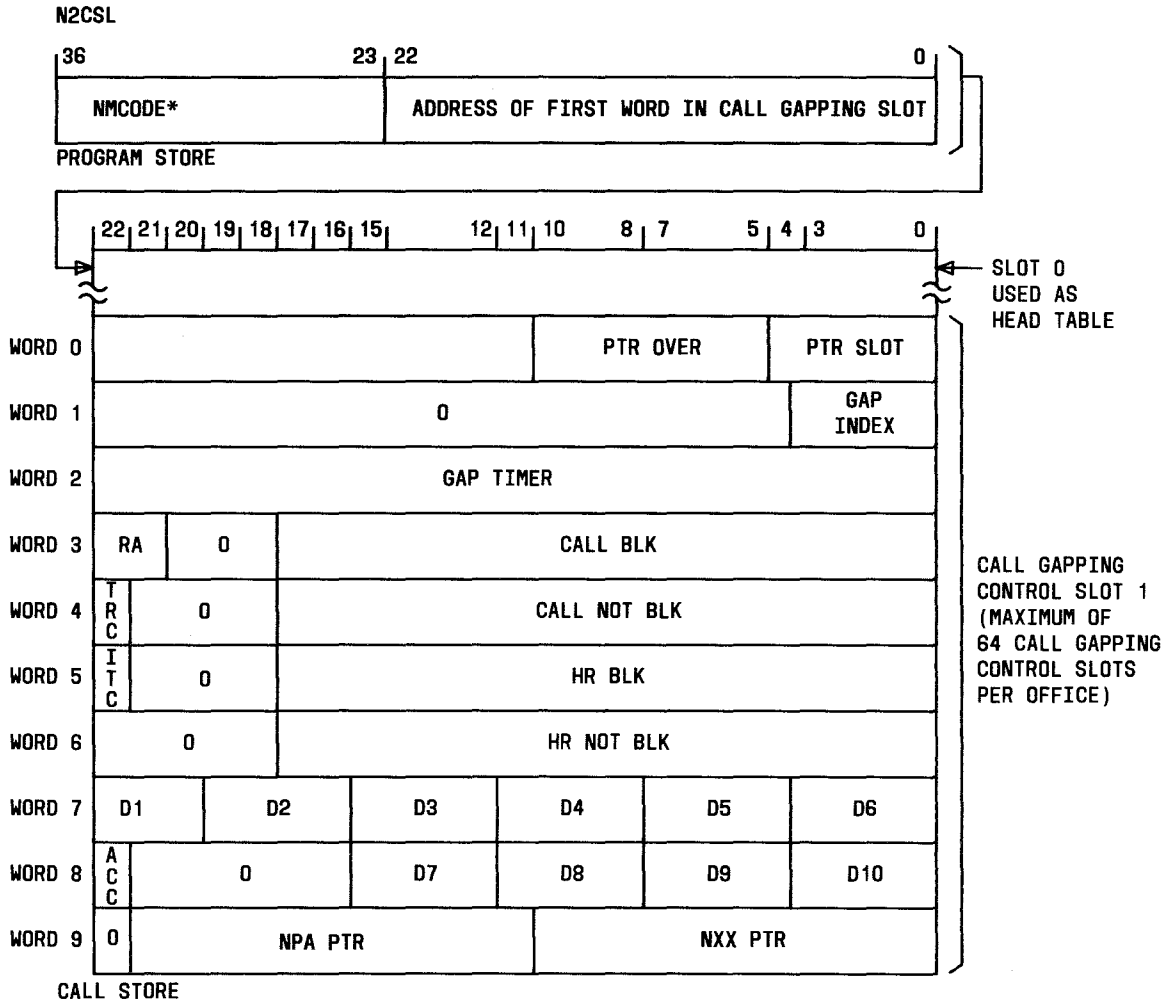 N2CSL
36 23 22 0
NMCODE* ADDRESS OF FIRST WORD IN CALL GAPPING SLOT
PROGRAM STORE
22 21 20 19 18 17 16 15 12 11 10 8 7 5 4 3 0
SLOT 0
USED AS
HEAD TABLE
WORD 0 PTR OVER PTR SLOT
WORD 1 0 GAP INDEX
WORD 2 GAP TIMER
WORD 3 RA 0 CALL BLK
WORD 4 TRC 0 CALL NOT BLK
WORD 5 ITC 0 HR BLK
WORD 6 0 HR NOT BLK
WORD 7 D1 D2 D3 D4 D5 D6
WORD 8 ACC 0 D7 D8 D9 D10
WORD 9 0 NPA PTR NXX PTR
CALL GAPPING
CONTROL SLOT 1
(MAXIMUM OF
64 CALL GAPPING
CONTROL SLOTS
PER OFFICE)
CALL STORE